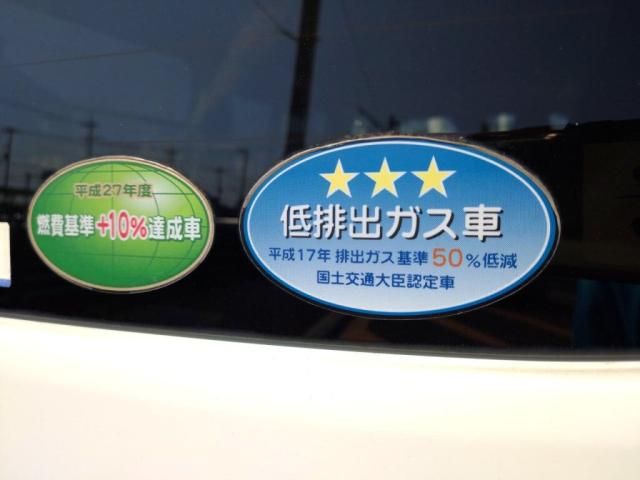 平成27年度
燃費基準+10%達成車
★★★
低排出ガス車
平成17年 排出ガス基準50%低減
国土交通大臣認定車